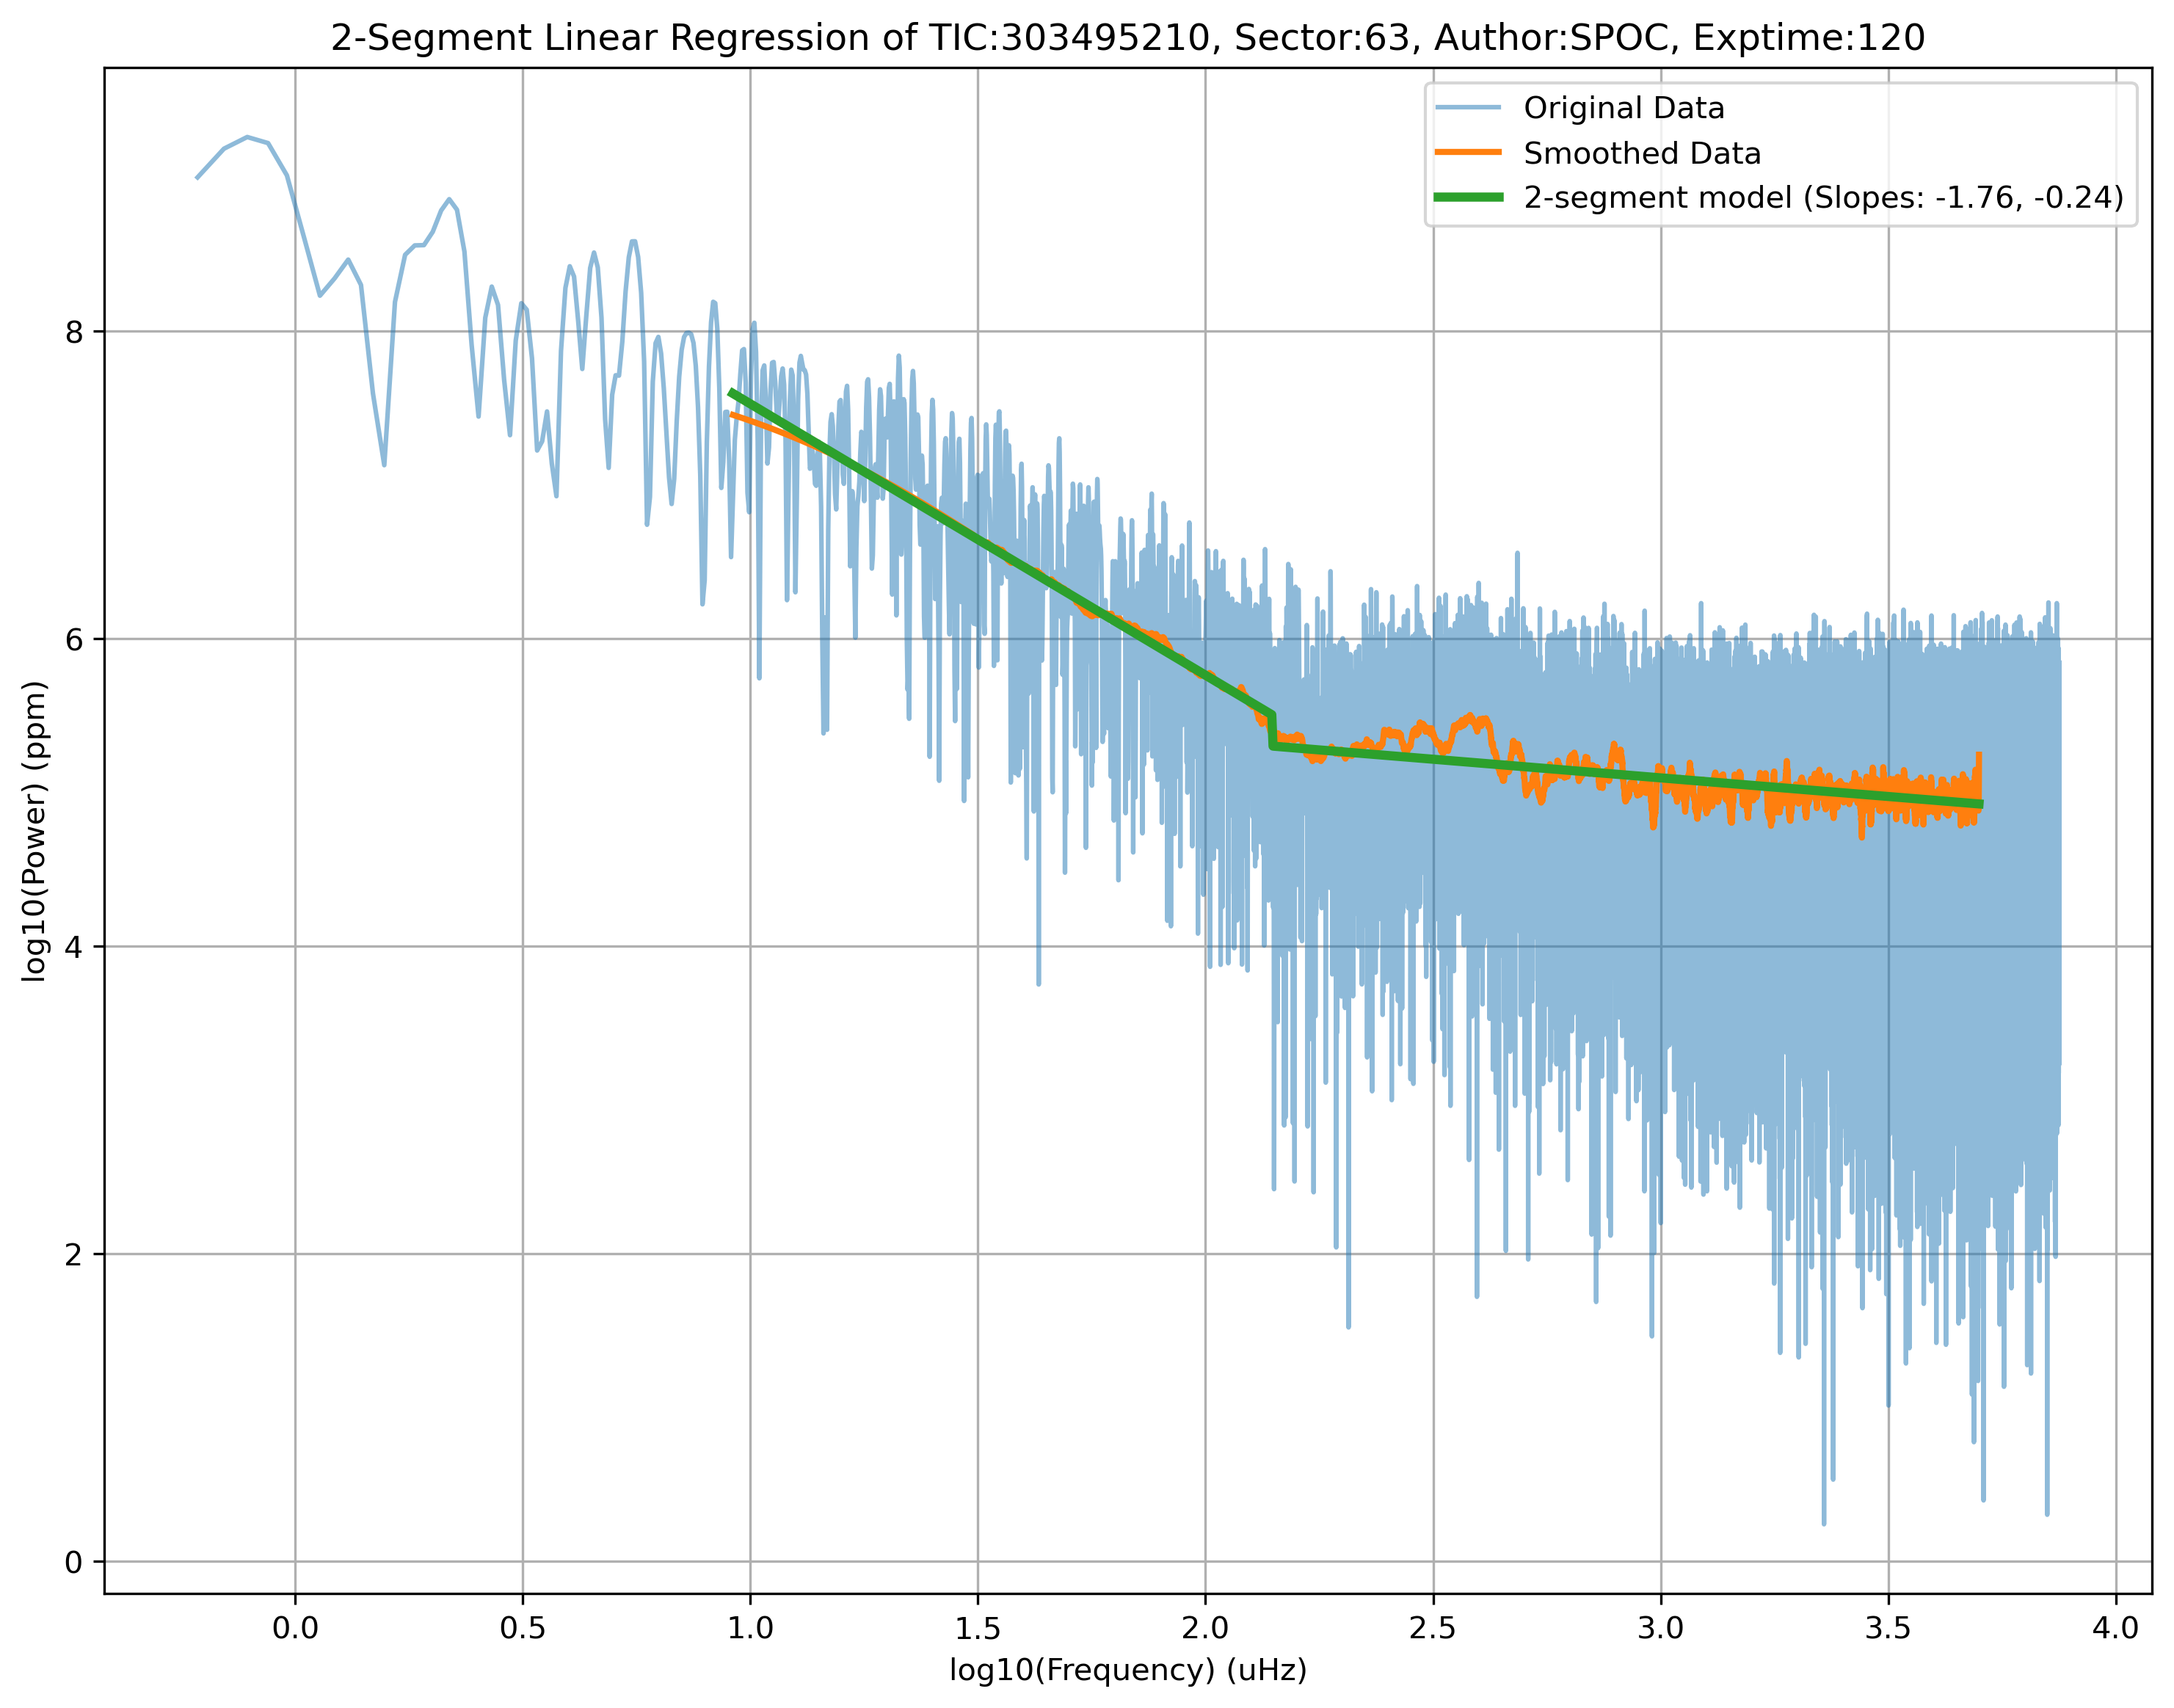 2-Segment Linear Regression of TIC:303495210, Sector:63, Author:SPOC, Exptime:120
Original Data
Smoothed Data
2-segment model (Slopes: -1.76, -0.24)
log10(Power) (ppm)
8
6
4
2
0
0.0 0.5 1.0 1.5 2.0 2.5 3.0 3.5 4.0
log10(Frequency) (uHz)